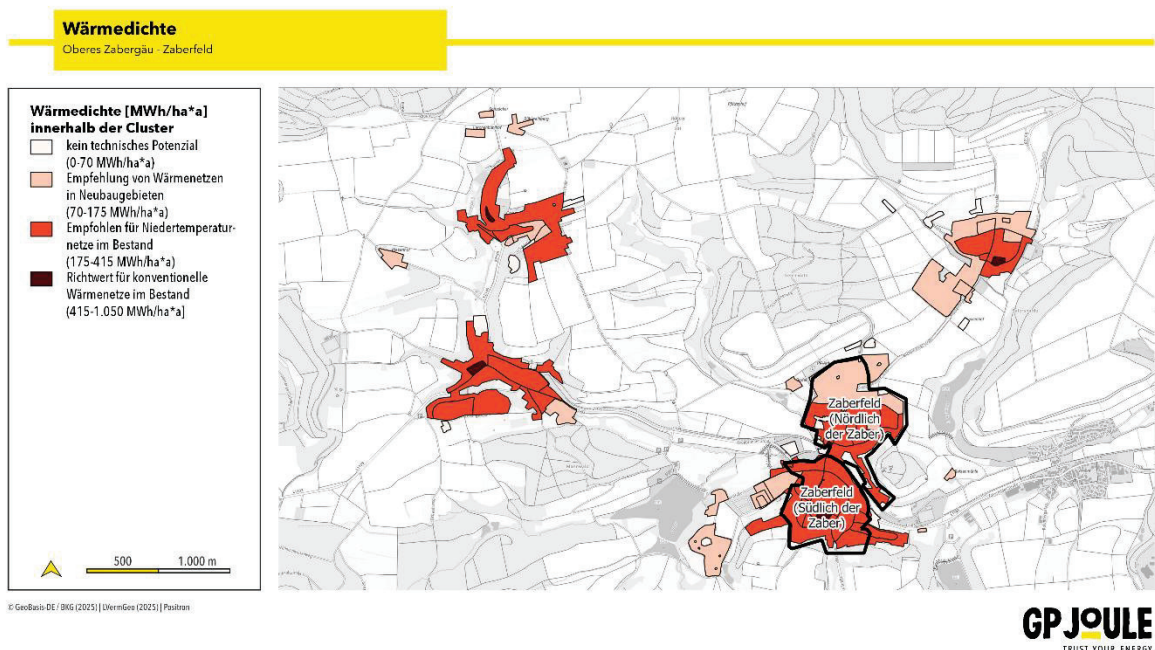 Wärmedichte
Oberes Zabergäu - Zaberfeld
Wärmedichte [MWh/ha*a]
innerhalb der Cluster
kein technisches Potenzial
(0-70 MWh/ha*a)
Empfehlung von Wärmenetzen
in Neubaugebieten
(70-175 MWh/ha*a)
Empfohlen für Niedertemperatur-
netze im Bestand
(175-415 MWh/ha*a)
Richtwert für konventionelle
Wärmenetze im Bestand
(415-1.050 MWh/ha*a]
500 1.000 m
Zaberfeld
(Nördlich
der Zaber)
Zaberfeld
(Südlich der
Zaber)
© GeoBasis-DE / BKG (2025) | LVermGeo (2025) | Positron
GP JOULE
TRUST YOUR ENERGY